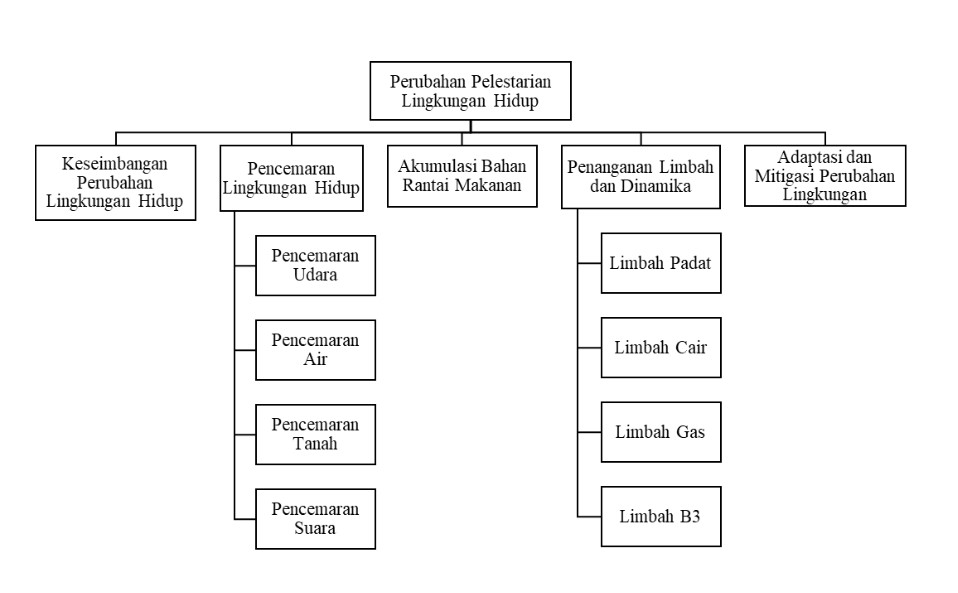 Perubahan Pelestarian
Lingkungan Hidup
Keseimbangan
Perubahan
Lingkungan Hidup
Pencemaran
Lingkungan Hidup
Akumulasi Bahan
Rantai Makanan
Penanganan Limbah
dan Dinamika
Adaptasi dan
Mitigasi Perubahan
Lingkungan
Pencemaran
Udara
Pencemaran
Air
Pencemaran
Tanah
Pencemaran
Suara
Limbah Padat
Limbah Cair
Limbah Gas
Limbah B3